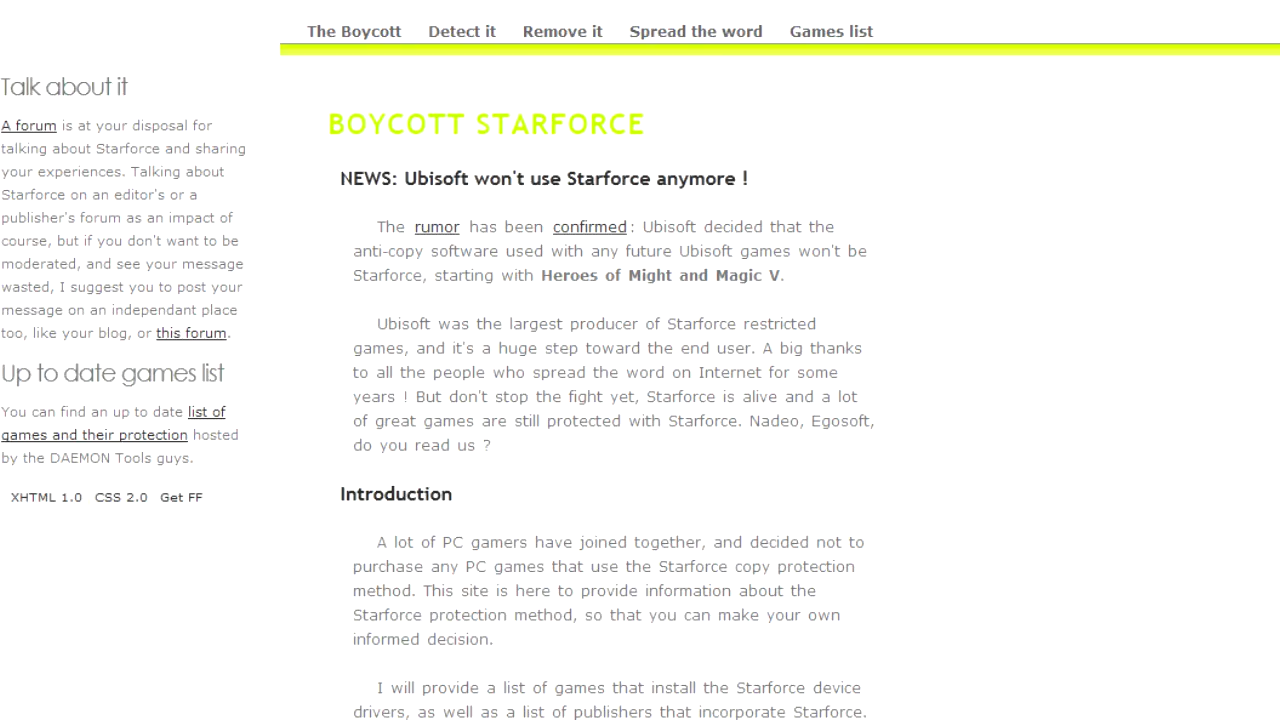 The Boycott Detect it Remove it Spread the word Games list
Talk about it
A forum is at your disposal for
talking about Starforce and sharing
your experiences. Talking about
Starforce on an editor's or a
publisher's forum as an impact of
course, but if you don't want to be
moderated, and see your message
wasted, I suggest you to post your
message on an independant place
too, like your blog, or this forum.
Up to date games list
You can find an up to date list of
games and their protection hosted
by the DAEMON Tools guys.
XHTML 1.0 CSS 2.0 Get FF
BOYCOTT STARFORCE
NEWS: Ubisoft won't use Starforce anymore !
The rumor has been confirmed : Ubisoft decided that the
anti-copy software used with any future Ubisoft games won't be
Starforce, starting with Heroes of Might and Magic V.
Ubisoft was the largest producer of Starforce restricted
games, and it's a huge step toward the end user. A big thanks
to all the people who spread the word on Internet for some
years ! But don't stop the fight yet, Starforce is alive and a lot
of great games are still protected with Starforce. Nadeo, Egosoft,
do you read us ?
Introduction
A lot of PC gamers have joined together, and decided not to
purchase any PC games that use the Starforce copy protection
method. This site is here to provide information about the
Starforce protection method, so that you can make your own
informed decision.
I will provide a list of games that install the Starforce device
drivers, as well as a list of publishers that incorporate Starforce.